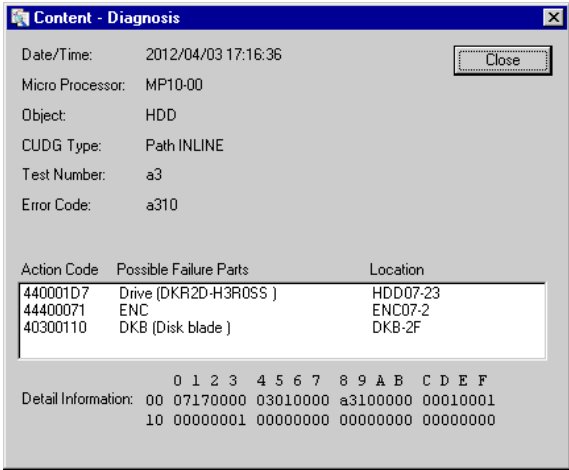 Content - Diagnosis
Date/Time: 2012/04/03 17:16:36
Close
Micro Processor: MP10-00
Object: HDD
CUDG Type: Path INLINE
Test Number: a3
Error Code: a310
Action Code Possible Failure Parts Location
440001D7 Drive (DKR2D-H3R0SS ) HDD07-23
44400071 ENC ENC07-2
40300110 DKB (Disk blade ) DKB-2F
0 1 2 3 4 5 6 7 8 9 A B C D E F
Detail Information: 00 07170000 03010000 a3100000 00010001
10 00000001 00000000 00000000 00000000